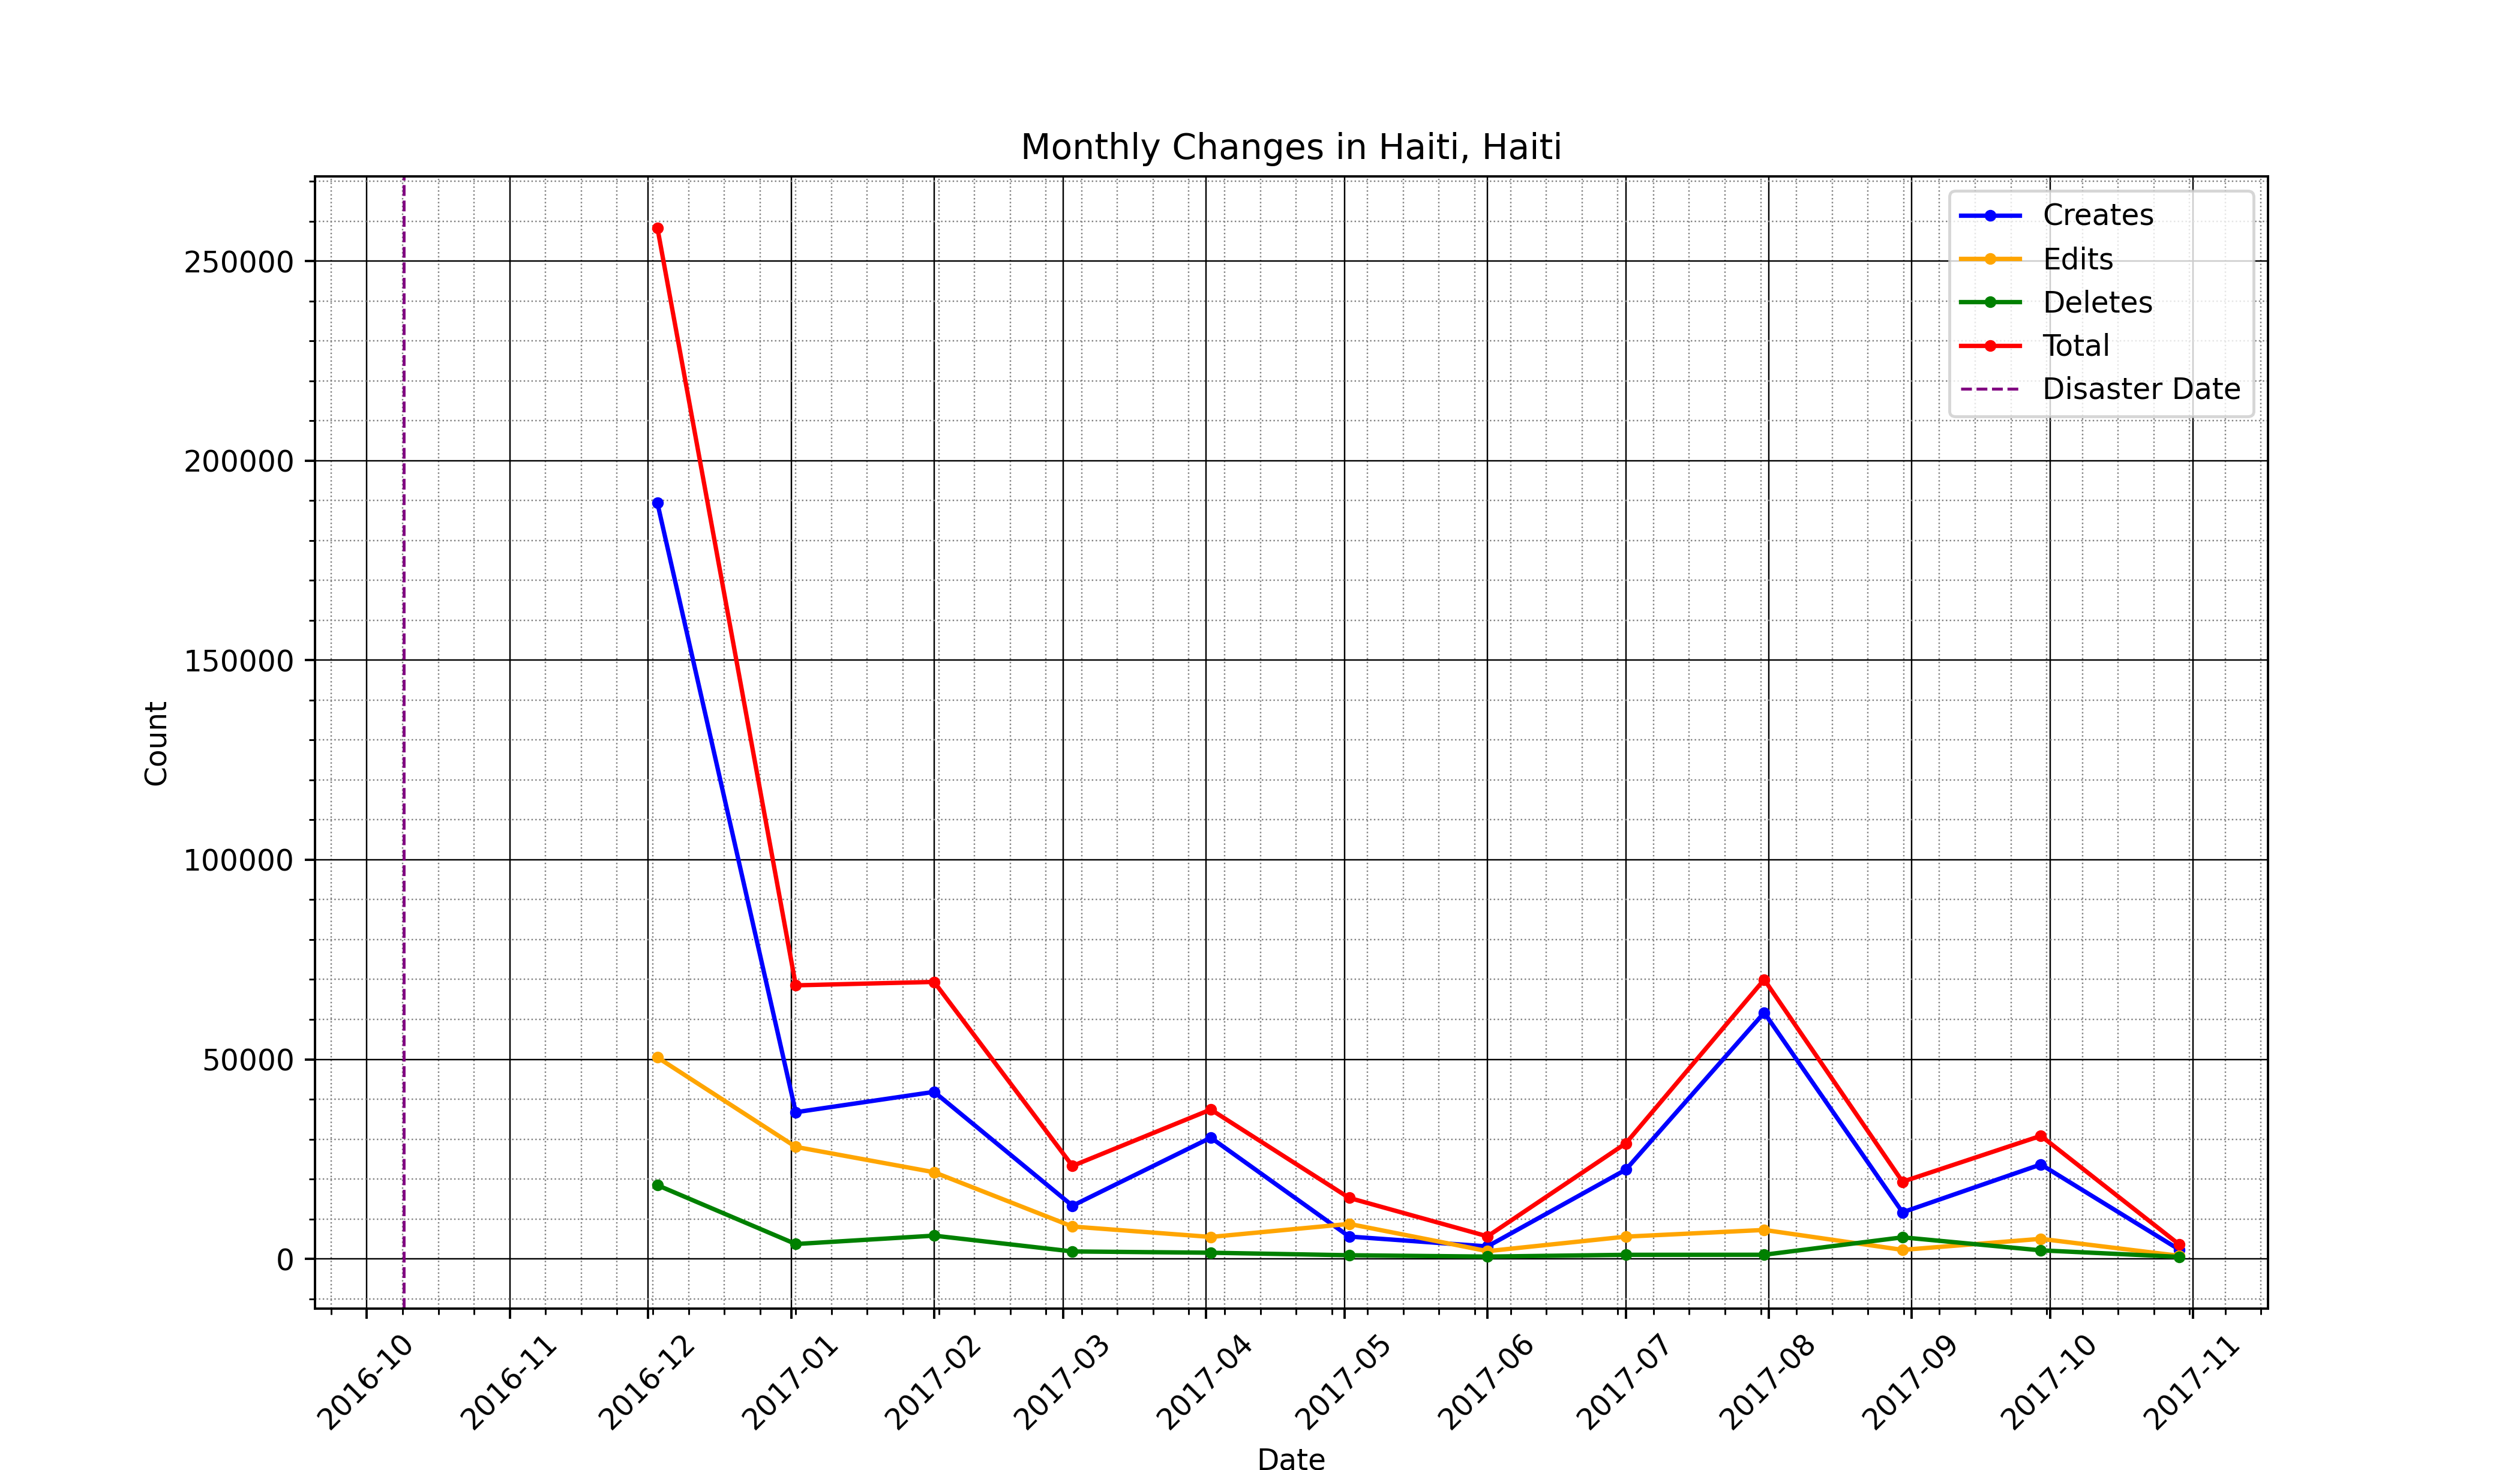 Monthly Changes in Haiti, Haiti
Creates
Edits
Deletes
Total
Disaster Date
Count
250000
200000
150000
100000
50000
0
2016-10
2016-11
2016-12
2017-01
2017-02
2017-03
2017-04
2017-05
2017-06
2017-07
2017-08
2017-09
2017-10
2017-11
Date